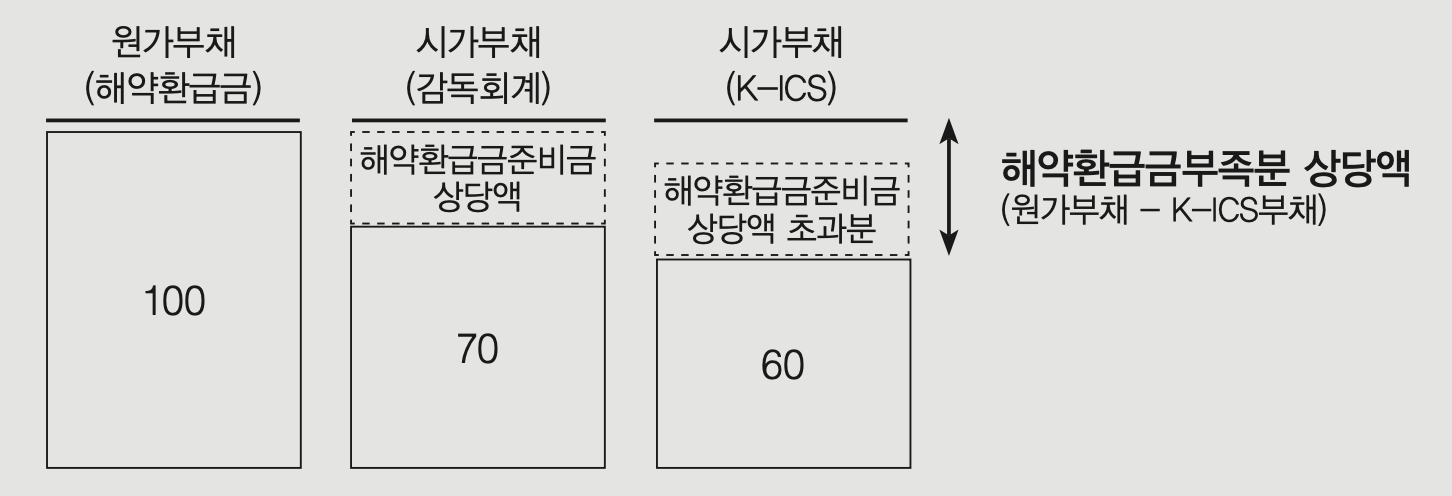 원가부채
(해약환급금)
시가부채
(감독회계)
시가부채
(K-ICS)
해약환급금준비금
상당액
100
70
해약환급금준비금
상당액 초과분
60
해약환급금부족분 상당액
(원가부채 - K-ICS부채)